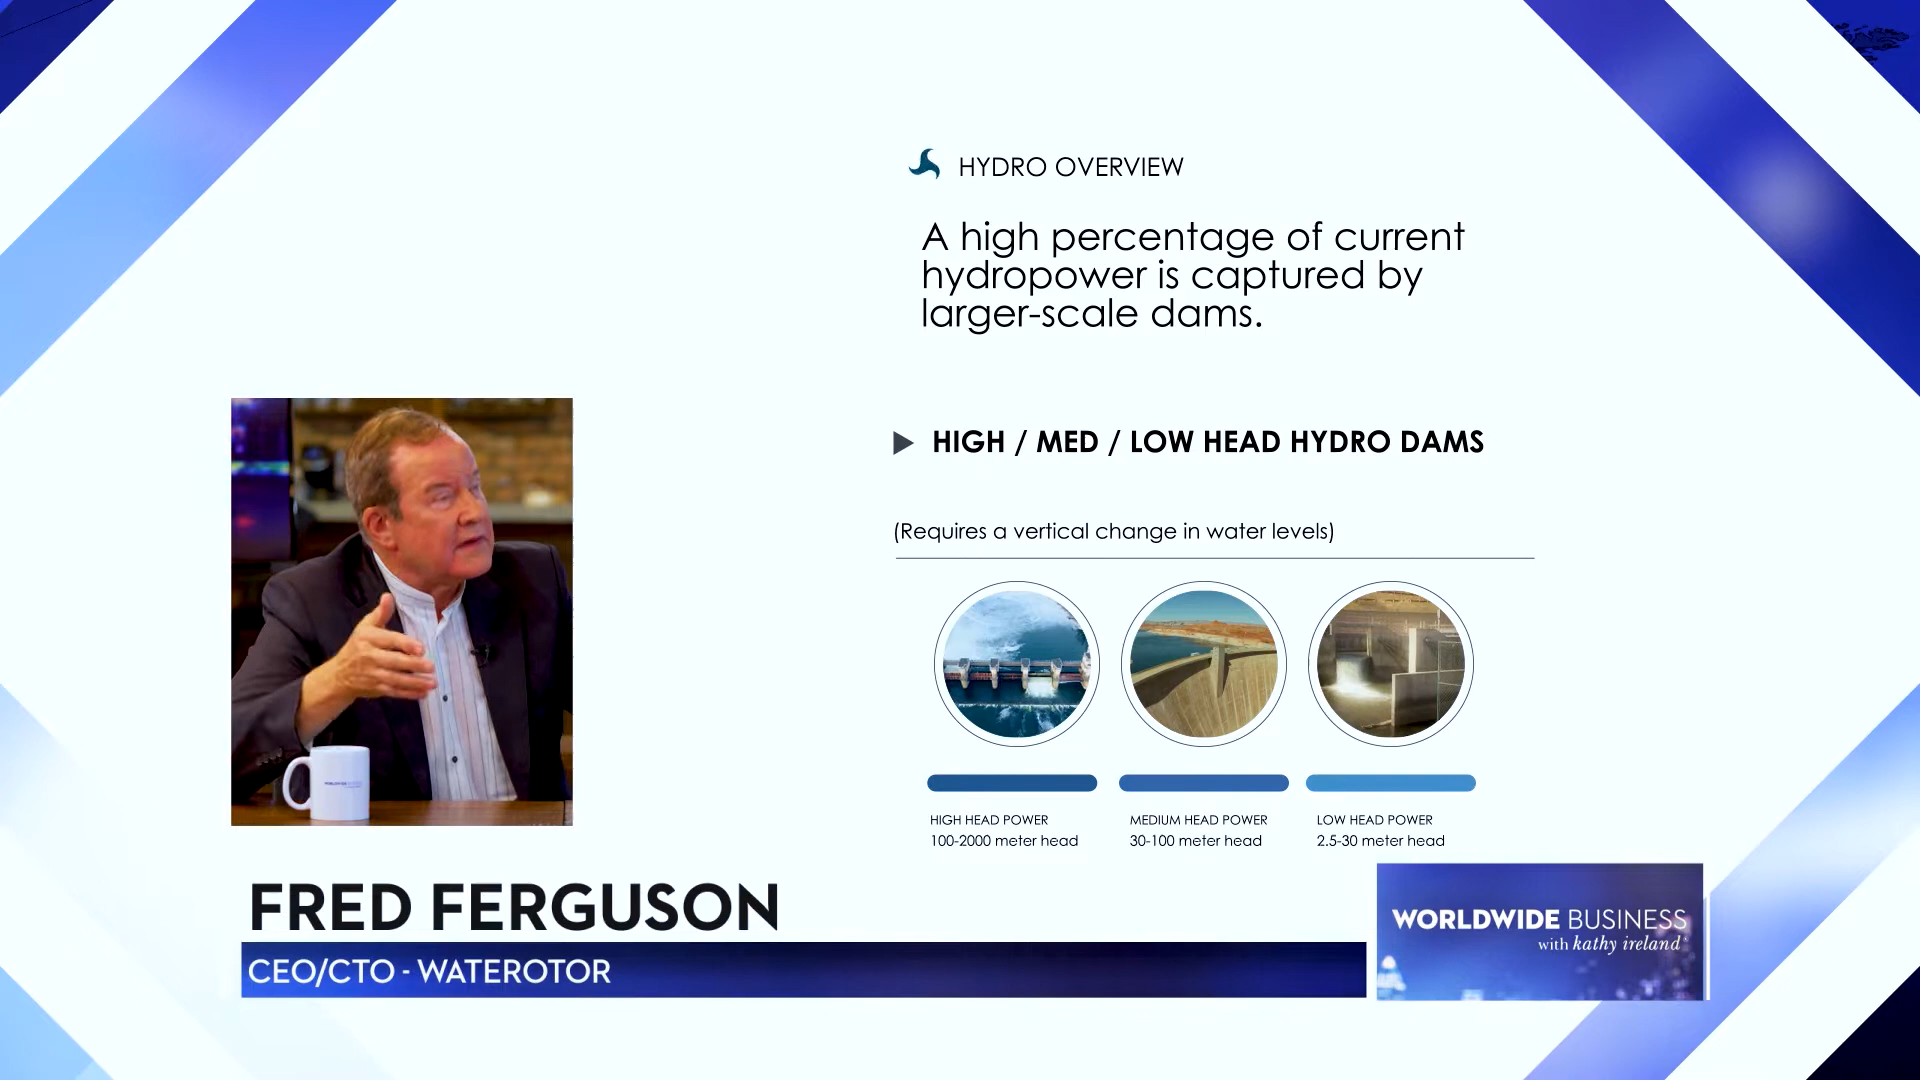 HYDRO OVERVIEW
A high percentage of current
hydropower is captured by
larger-scale dams.
HIGH / MED / LOW HEAD HYDRO DAMS
(Requires a vertical change in water levels)
HIGH HEAD POWER
100-2000 meter head
MEDIUM HEAD POWER
30-100 meter head
LOW HEAD POWER
2.5-30 meter head
FRED FERGUSON
CEO/CTO - WATEROTOR
WORLDWIDE BUSINESS
with kathy ireland